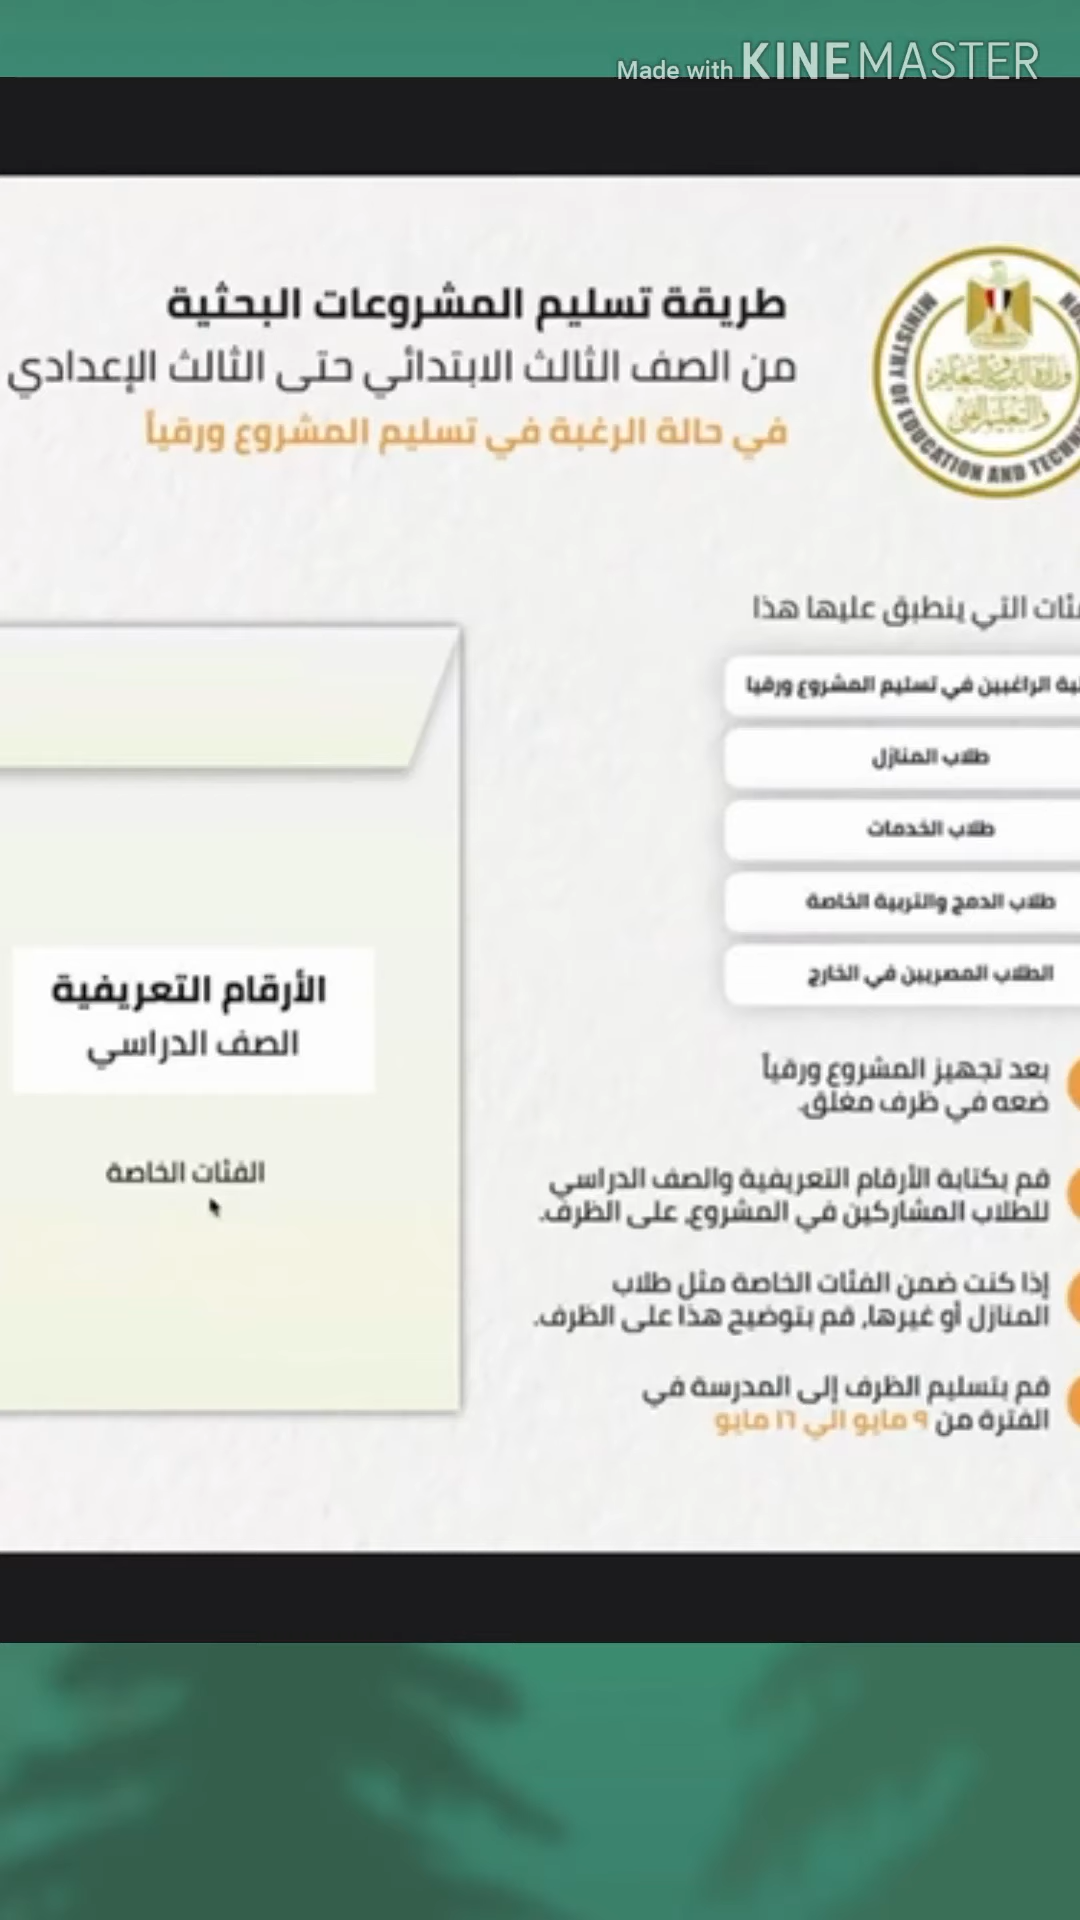 Made with KINEMASTER
طريقة تسليم المشروعات البحثية
من الصف الثالث الابتدائي حتى الثالث الإعدادي
في حالة الرغبة في تسليم المشروع ورقياً
MINISTRY OF EDUCATION AND
التي ينطبق عليها هذا
الراغبين في تسليم المشروع ورقيا
طلاب المنازل
طلاب الخدمات
طلاب الدمج والتربية الخاصة
الطلاب المصريين في الخارج
الأرقام التعريفية
الصف الدراسي
الفئات الخاصة
بعد تجهيز المشروع ورقياً
ضعه في ظرف مغلق.
قم بكتابة الأرقام التعريفية والصف الدراسي
للطلاب المشاركين في المشروع، على الظرف.
إذا كنت ضمن الفئات الخاصة مثل طلاب
المنازل أو غيرها، قم بتوضيح هذا على الظرف.
قم بتسليم الظرف إلى المدرسة في
الفترة من ٩ مايو الي ١٦ مايو